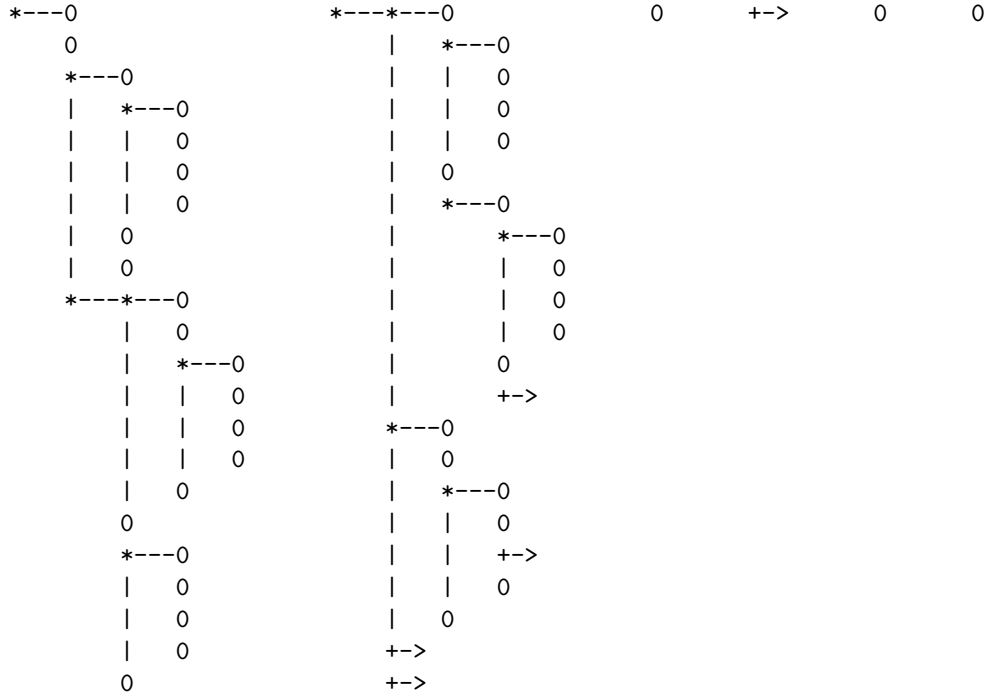 *---0                  *---*---0              0      +->      0      0
    0                      |   *---0
    *---0                  |   |   0
    |   *---0              |   |   0
    |   |   0              |   |   0
    |   |   0              |   0
    |   |   0              |   *---0
    |   0                  |       *---0
    |   0                  |       |   0
    *---*---0              |       |   0
        |   0              |       |   0
        |   *---0          |       0
        |   |   0          |       +->
        |   |   0          *---0
        |   |   0          |   0
        |   0              |   *---0
        0                  |   |   0
        *---0              |   |   +->
        |   0              |   |   0
        |   0              |   0
        |   0              +->
        0                  +->